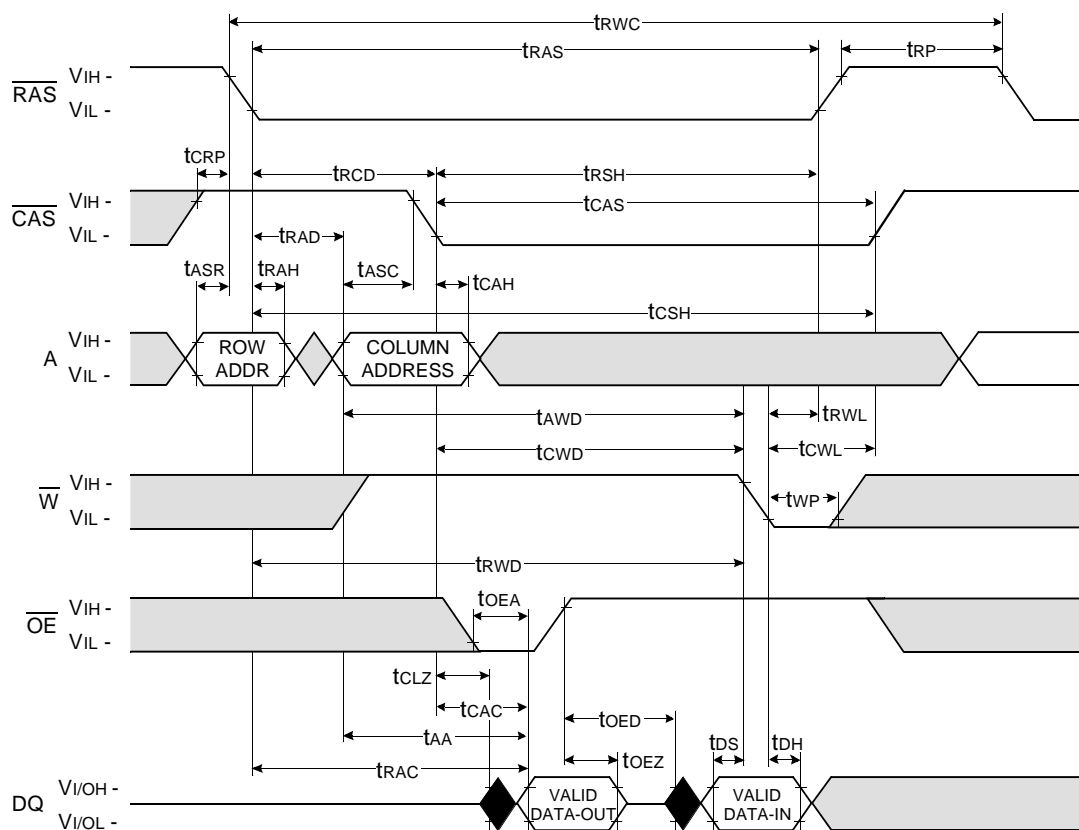 tRWC
tRAS
tRP
RAS
VIH -
VIL -
tCRP
tRCD
tRSH
CAS
VIH -
VIL -
tCAS
tRAD
tASR
tRAH
tASC
tCAH
tCSH
A
VIH -
VIL -
ROW
ADDR
COLUMN
ADDRESS
tAWD
tRWL
tCWD
tCWL
W
VIH -
VIL -
tWP
tRWD
OE
VIH -
VIL -
tOEA
tCLZ
tCAC
tOED
tAA
tOEZ
tDS
tDH
tRAC
DQ
VI/OH -
VI/OL -
VALID
DATA-OUT
VALID
DATA-IN